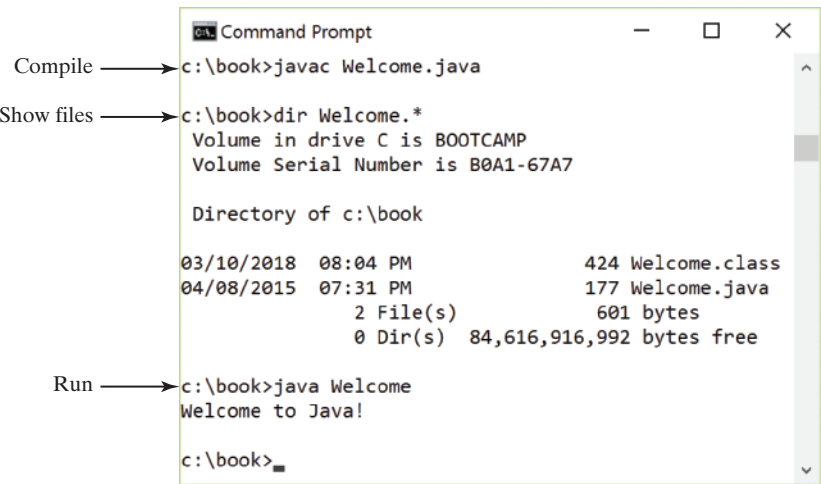 Command Prompt
Compile c:\book>javac Welcome.java
Show files c:\book>dir Welcome.*
Volume in drive C is BOOTCAMP
Volume Serial Number is B0A1-67A7
Directory of c:\book
03/10/2018 08:04 PM 424 Welcome.class
04/08/2015 07:31 PM 177 Welcome.java
2 File(s) 601 bytes
0 Dir(s) 84,616,916,992 bytes free
Run c:\book>java Welcome
Welcome to Java!
c:\book>